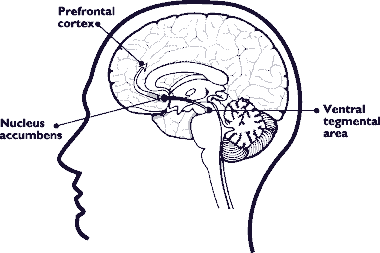 Prefrontal
cortex
Nucleus
accumbens
Ventral
tegmental
area